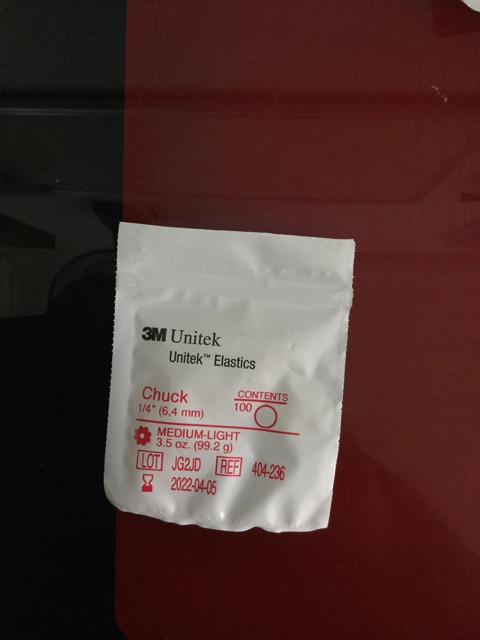 3M Unitek
Unitek™ Elastics
Chuck
1/4" (6,4 mm)
CONTENTS
100
MEDIUM-LIGHT
3.5 oz. (99.2 g)
LOT JG2JD REF 404-236
2022-04-05